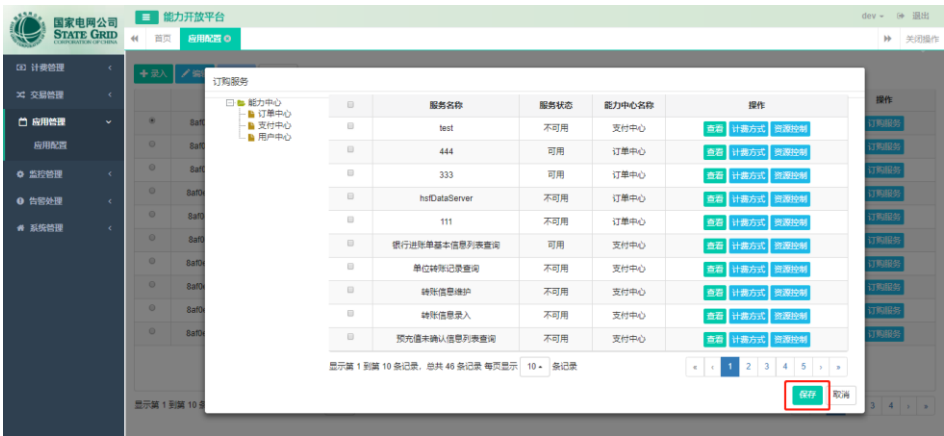 国家电网公司
STATE GRID
CORPORATION OF CHINA
能力开放平台
dev
退出
首页
应用配置
关闭操作
计费管理
交易管理
应用管理
应用配置
监控管理
告警处理
系统管理
录入
订购服务
能力中心
订单中心
支付中心
用户中心
服务名称 服务状态 能力中心名称 操作
test 不可用 支付中心 查看 计费方式 资源控制
444 可用 订单中心 查看 计费方式 资源控制
333 可用 订单中心 查看 计费方式 资源控制
hsfDataServer 不可用 订单中心 查看 计费方式 资源控制
111 不可用 订单中心 查看 计费方式 资源控制
银行进账单基本信息列表查询 可用 支付中心 查看 计费方式 资源控制
单位转账记录查询 不可用 支付中心 查看 计费方式 资源控制
转账信息维护 不可用 支付中心 查看 计费方式 资源控制
转账信息录入 不可用 支付中心 查看 计费方式 资源控制
预充值未确认信息列表查询 不可用 支付中心 查看 计费方式 资源控制
显示第 1 到第 10 条记录，总共 46 条记录 每页显示 10 条记录
« ‹ 1 2 3 4 5 › »
保存 取消
操作
订购服务
订购服务
订购服务
订购服务
订购服务
订购服务
订购服务
订购服务
订购服务
订购服务
显示第 1 到第 10
3 4 › »